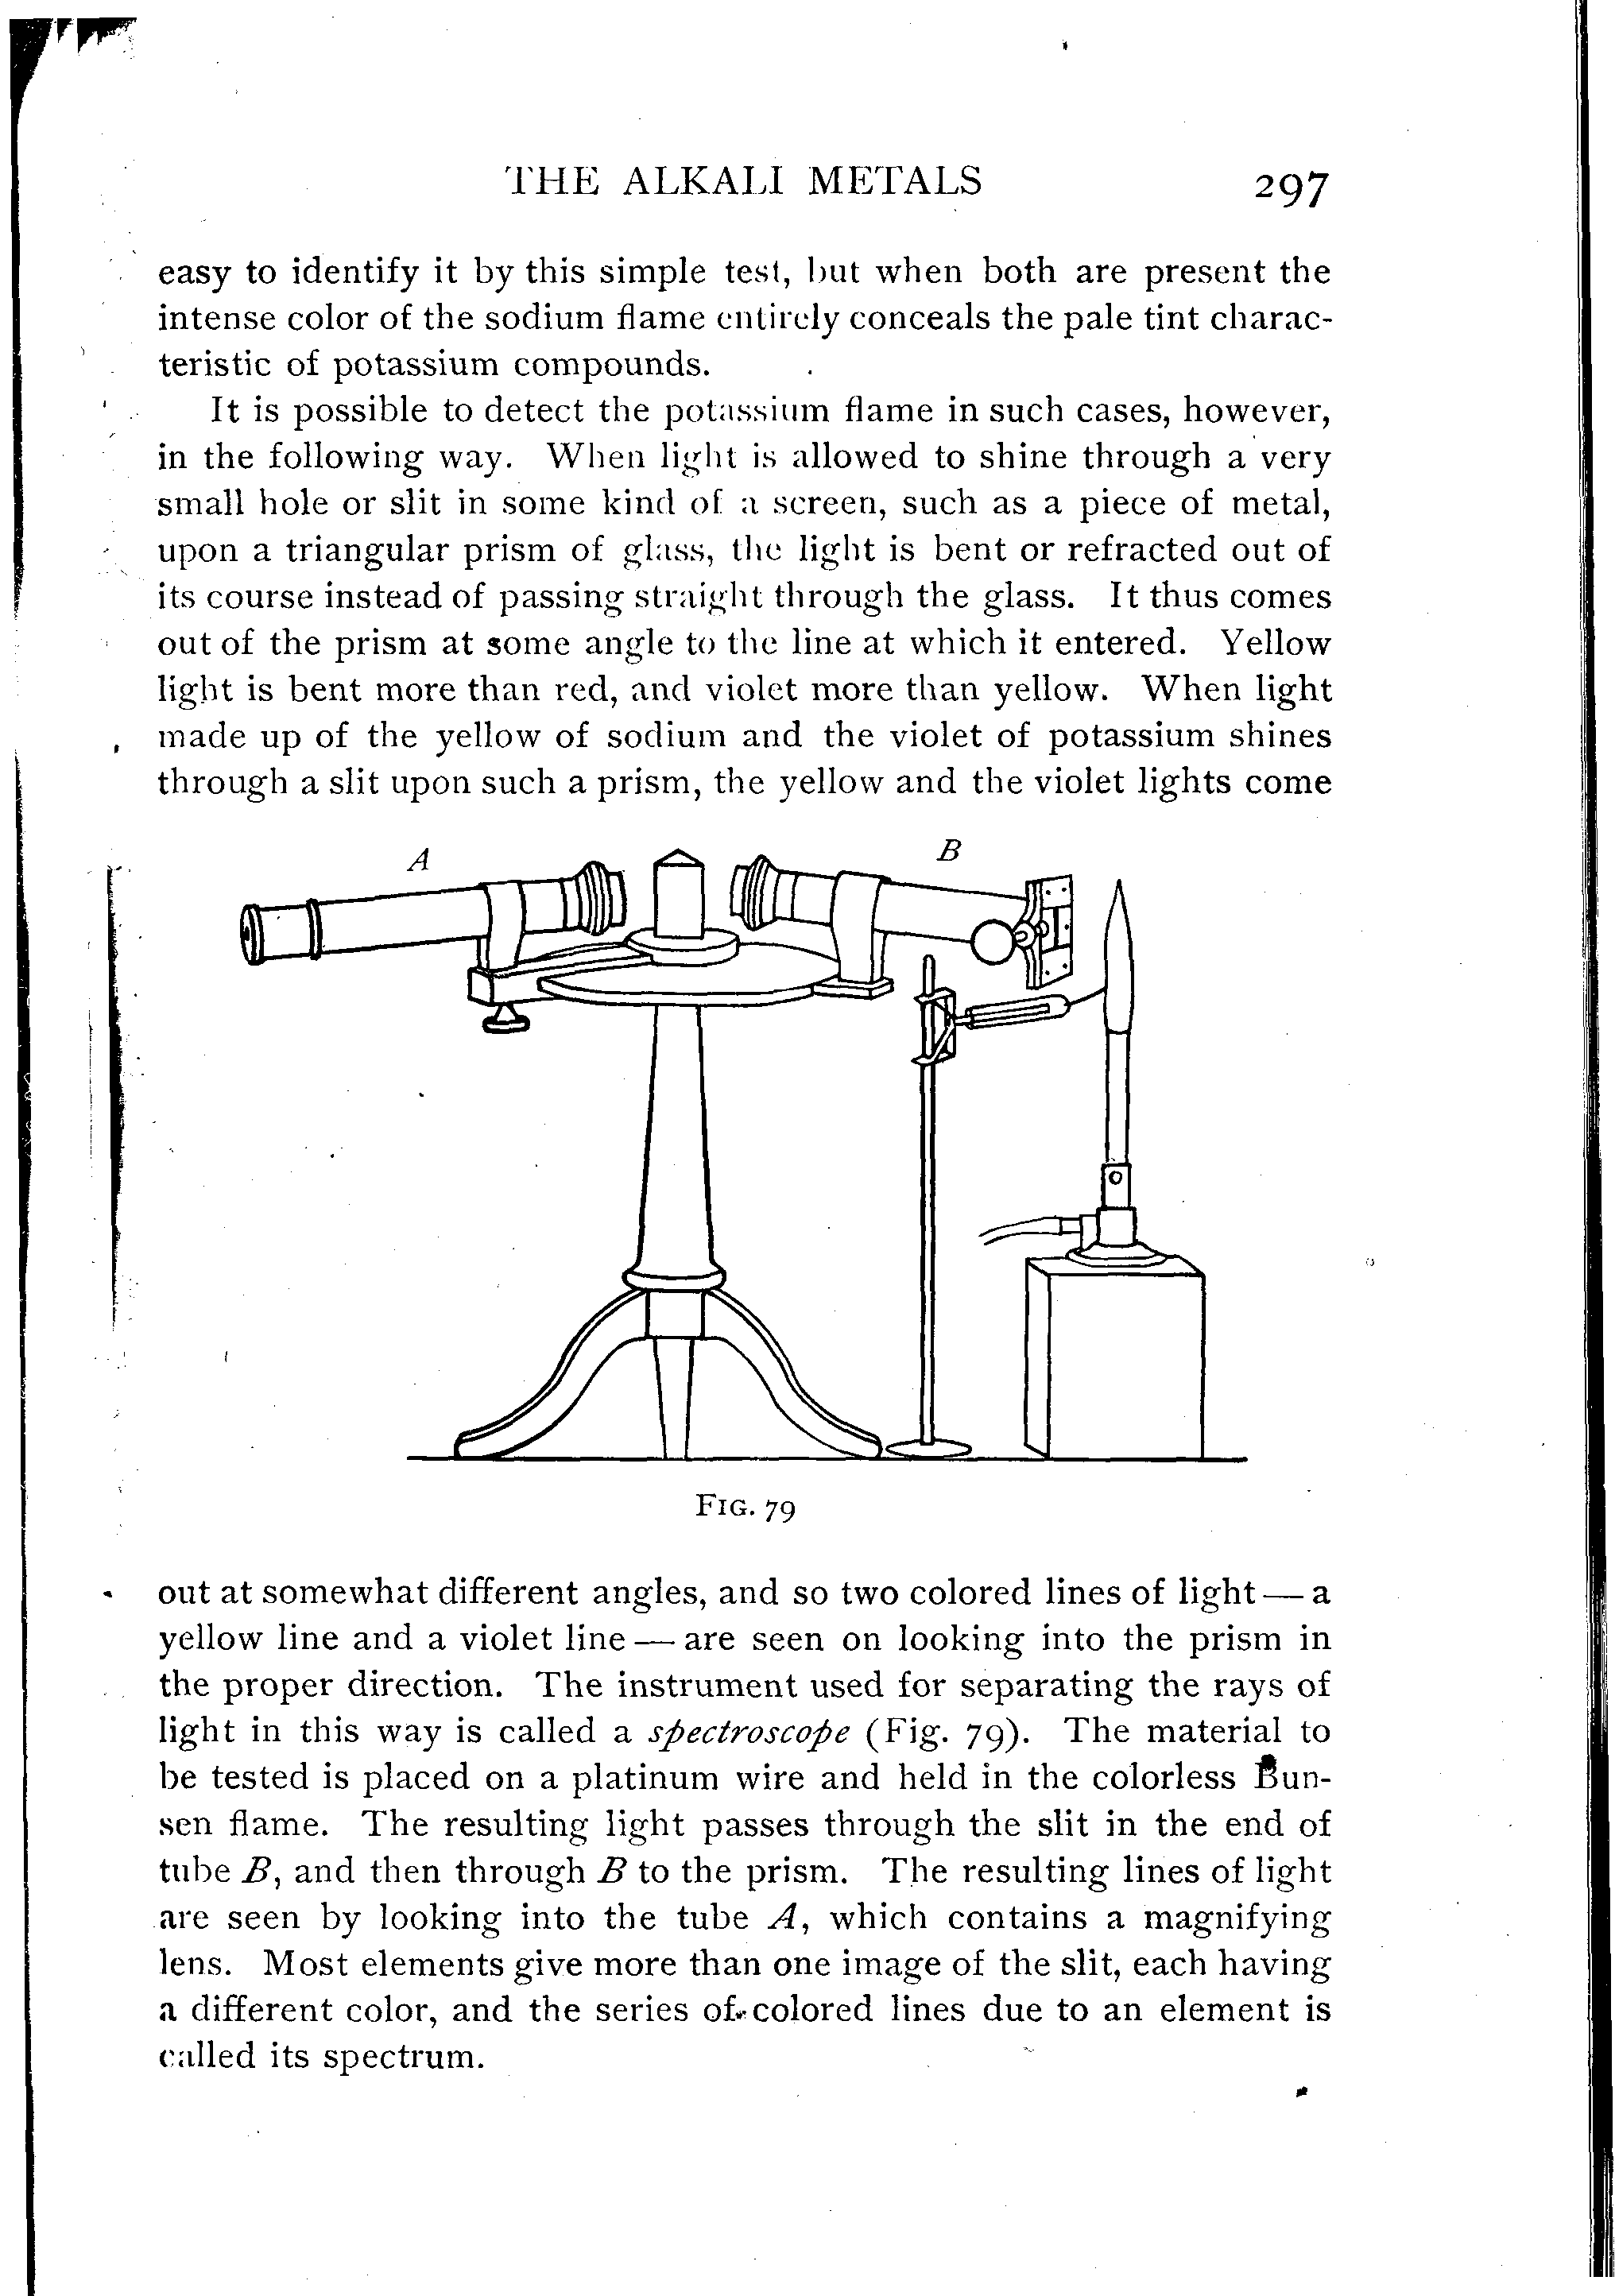 THE ALKALI METALS 297
easy to identify it by this simple test, but when both are present the
intense color of the sodium flame entirely conceals the pale tint charac-
teristic of potassium compounds.
It is possible to detect the potassium flame in such cases, however,
in the following way. When light is allowed to shine through a very
small hole or slit in some kind of a screen, such as a piece of metal,
upon a triangular prism of glass, the light is bent or refracted out of
its course instead of passing straight through the glass. It thus comes
out of the prism at some angle to the line at which it entered. Yellow
light is bent more than red, and violet more than yellow. When light
made up of the yellow of sodium and the violet of potassium shines
through a slit upon such a prism, the yellow and the violet lights come
A B
FIG. 79
out at somewhat different angles, and so two colored lines of light — a
yellow line and a violet line — are seen on looking into the prism in
the proper direction. The instrument used for separating the rays of
light in this way is called a spectroscope (Fig. 79). The material to
be tested is placed on a platinum wire and held in the colorless Bun-
sen flame. The resulting light passes through the slit in the end of
tube B, and then through B to the prism. The resulting lines of light
are seen by looking into the tube A, which contains a magnifying
lens. Most elements give more than one image of the slit, each having
a different color, and the series of colored lines due to an element is
called its spectrum.